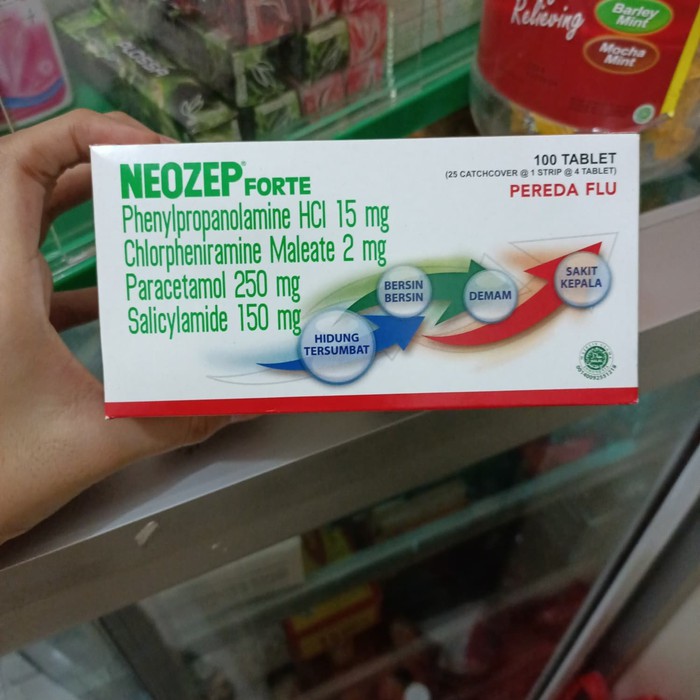 Relieving
Barley
Mint
Mocha
Mint
NEOZEP® FORTE
Phenylpropanolamine HCl 15 mg
Chlorpheniramine Maleate 2 mg
Paracetamol 250 mg
Salicylamide 150 mg
100 TABLET
(25 CATCHCOVER @ 1 STRIP @ 4 TABLET)
PEREDA FLU
HIDUNG
TERSUMBAT
BERSIN
BERSIN
DEMAM
SAKIT
KEPALA